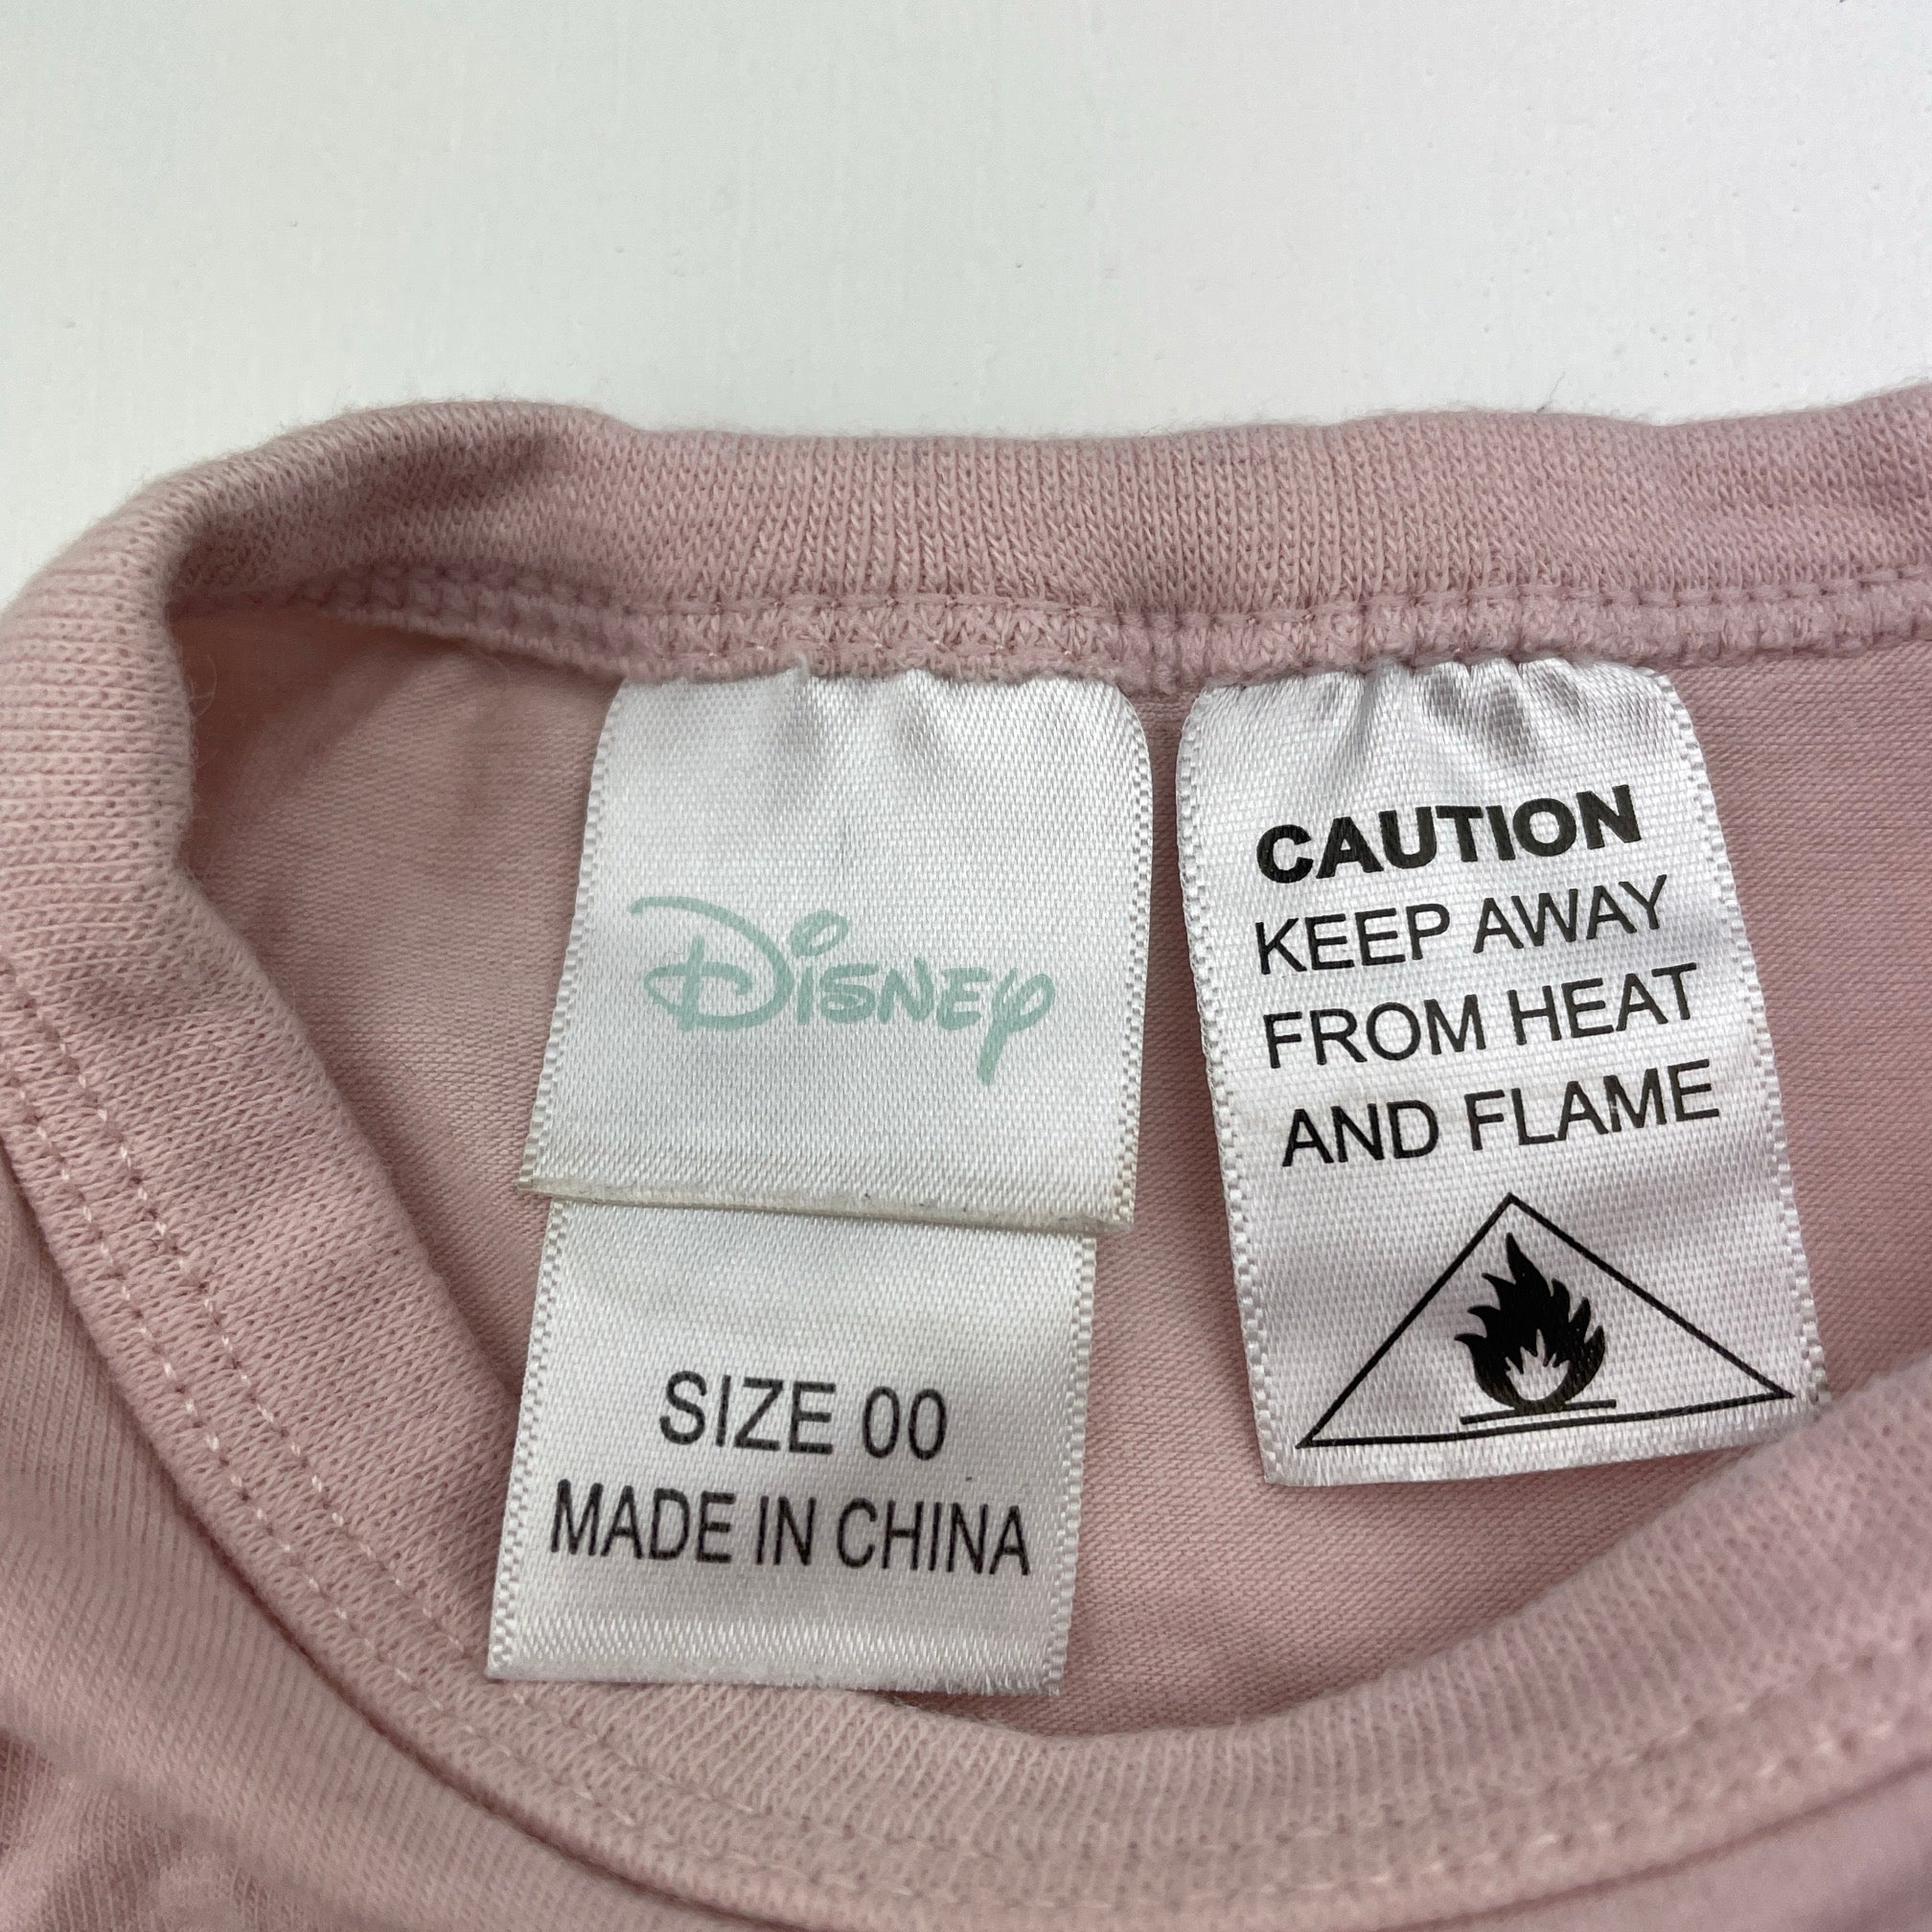 Disney
SIZE 00
MADE IN CHINA
CAUTION
KEEP AWAY
FROM HEAT
AND FLAME